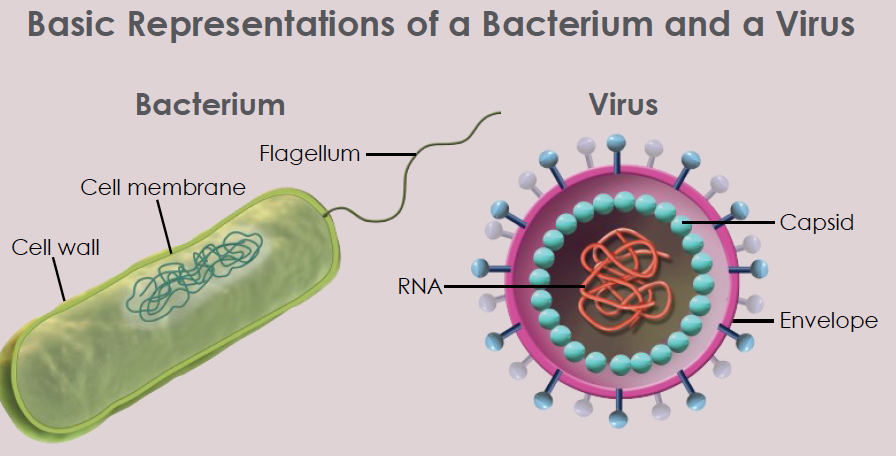 Basic Representations of a Bacterium and a Virus
Bacterium
Flagellum
Cell membrane
Cell wall
Virus
Capsid
RNA
Envelope